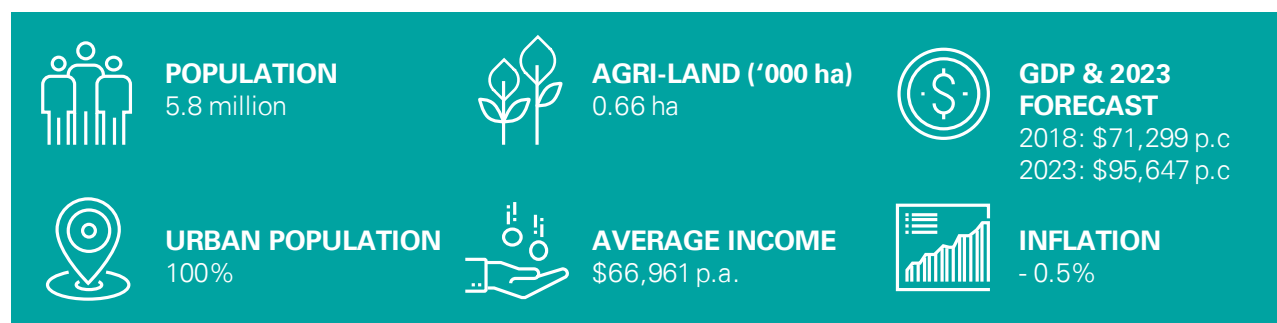 POPULATION
5.8 million
AGRI-LAND (‘000 ha)
0.66 ha
GDP & 2023
FORECAST
2018: $71,299 p.c
2023: $95,647 p.c
URBAN POPULATION
100%
AVERAGE INCOME
$66,961 p.a.
INFLATION
- 0.5%